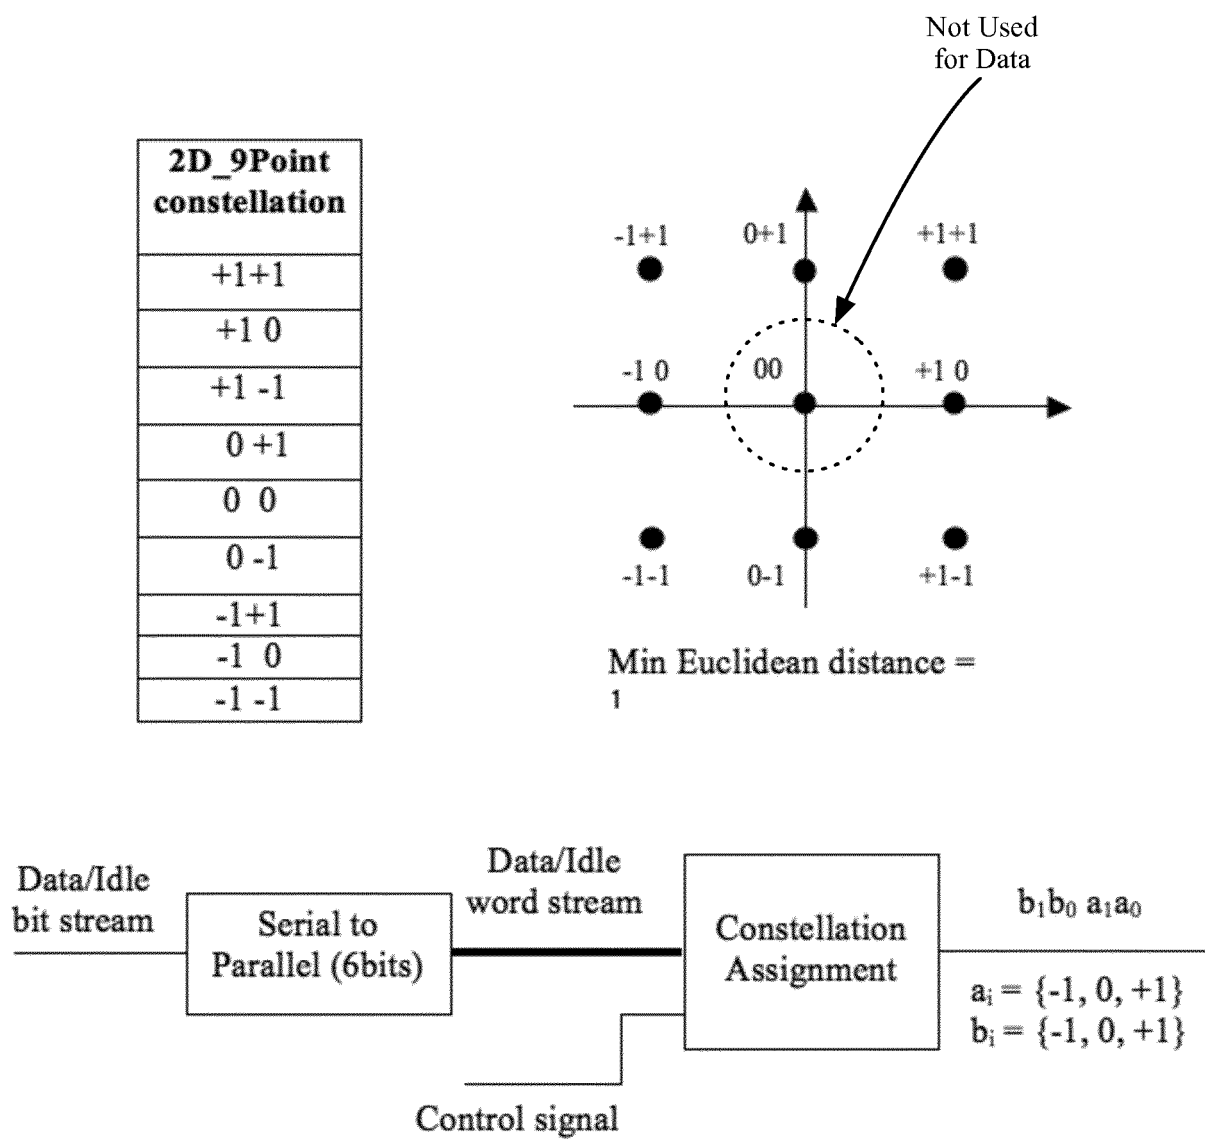 Not Used
for Data
2D_9Point
constellation
+1+1
+1 0
+1 -1
0 +1
0 0
0 -1
-1+1
-1 0
-1 -1
-1+1
0+1
+1+1
-1 0
00
+1 0
-1-1
0-1
+1-1
Min Euclidean distance =
1
Data/Idle
bit stream
Serial to
Parallel (6bits)
Data/Idle
word stream
Constellation
Assignment
b₁b₀ a₁a₀
aᵢ = {-1, 0, +1}
bᵢ = {-1, 0, +1}
Control signal